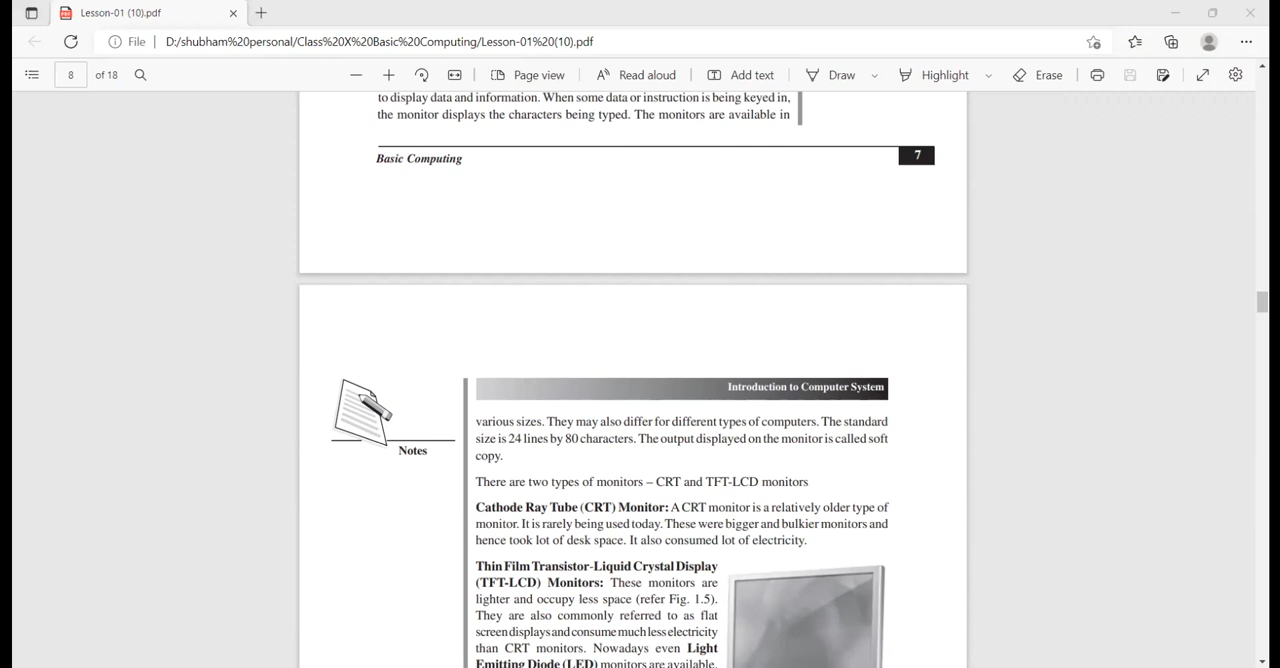 Lesson-01 (10).pdf
File D:/shubham%20personal/Class%20X%20Basic%20Computing/Lesson-01%20(10).pdf
8 of 18 Page view Read aloud Add text Draw Highlight Erase
to display data and information. When some data or instruction is being keyed in,
the monitor displays the characters being typed. The monitors are available in
Basic Computing 7
Introduction to Computer System
Notes
various sizes. They may also differ for different types of computers. The standard
size is 24 lines by 80 characters. The output displayed on the monitor is called soft
copy.
There are two types of monitors – CRT and TFT-LCD monitors
Cathode Ray Tube (CRT) Monitor: A CRT monitor is a relatively older type of
monitor. It is rarely being used today. These were bigger and bulkier monitors and
hence took lot of desk space. It also consumed lot of electricity.
Thin Film Transistor-Liquid Crystal Display
(TFT-LCD) Monitors: These monitors are
lighter and occupy less space (refer Fig. 1.5).
They are also commonly referred to as flat
screen displays and consume much less electricity
than CRT monitors. Nowadays even Light
Emitting Diode (LED) monitors are available.